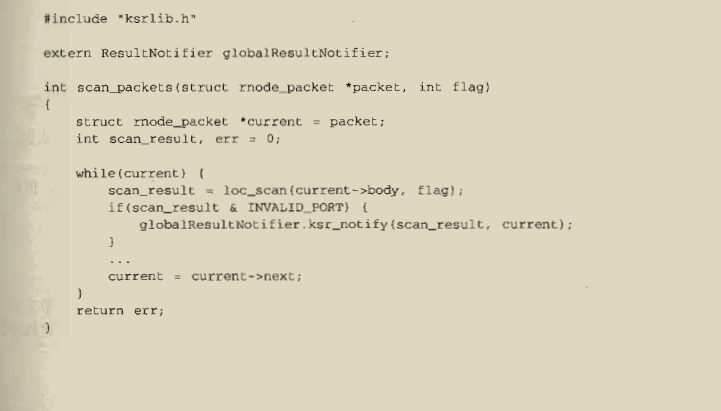 #include "ksrlib.h"
extern ResultNotifier globalResultNotifier;
int scan_packets(struct rnode_packet *packet, int flag)
{
struct rnode_packet *current = packet;
int scan_result, err = 0;
while(current) {
scan_result = loc_scan(current->body, flag);
if(scan_result & INVALID_PORT) {
globalResultNotifier.ksr_notify(scan_result, current);
}
...
current = current->next;
}
return err;
}